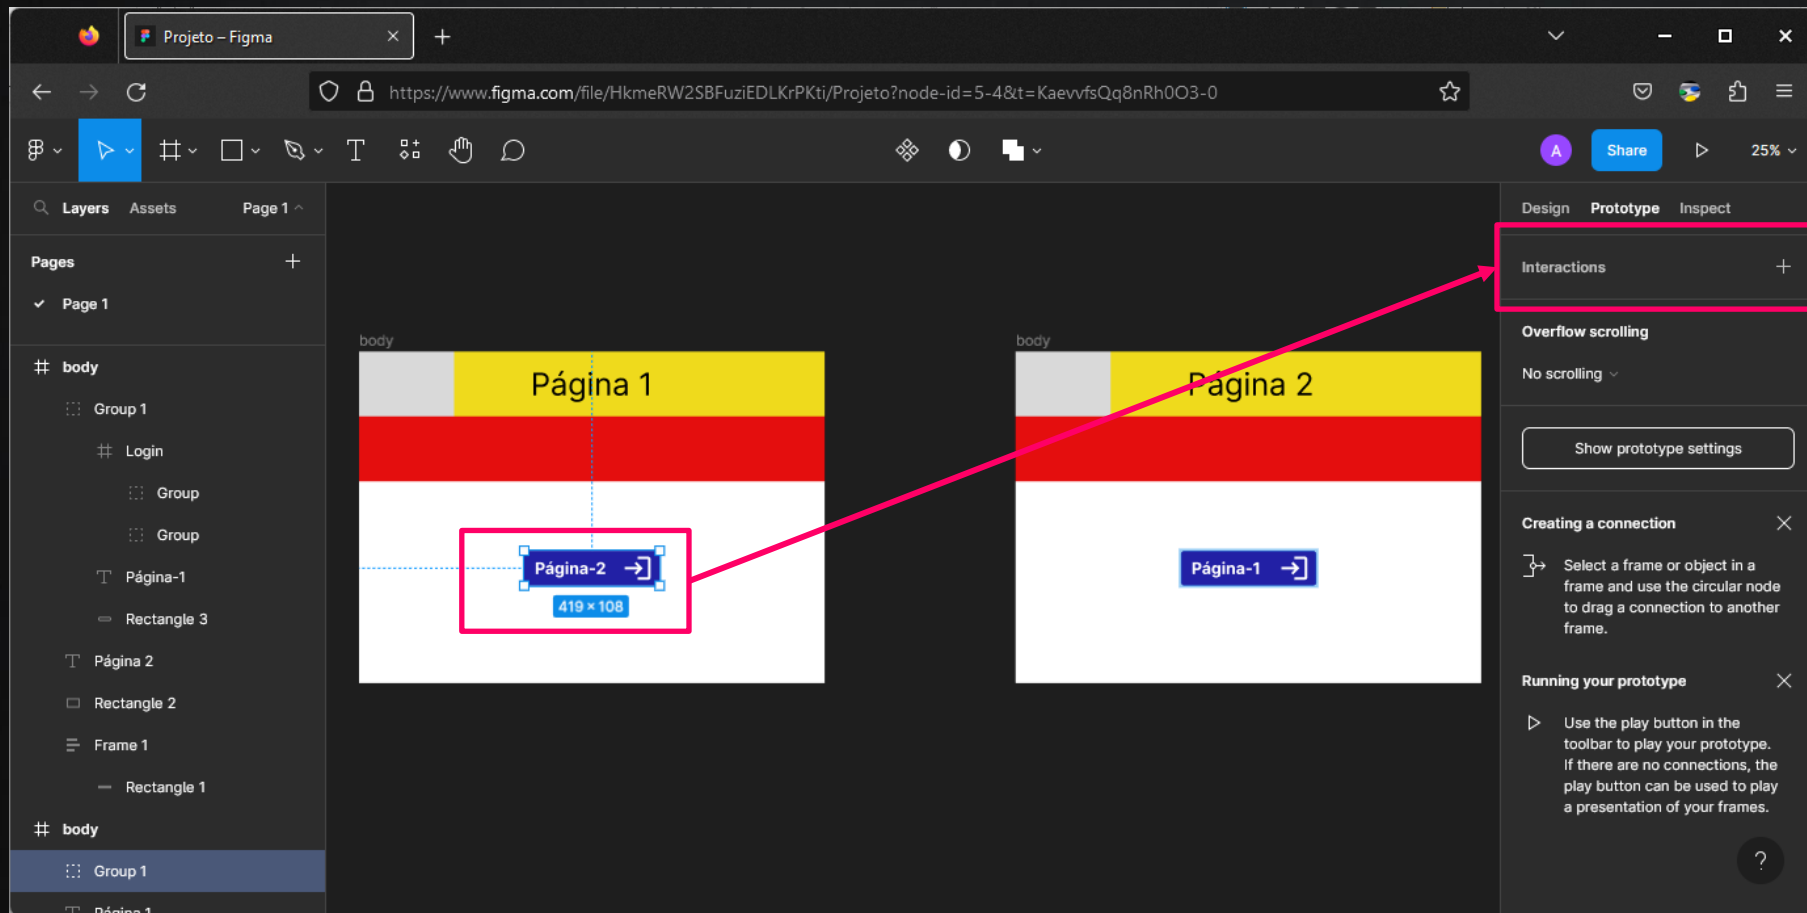 Projeto – Figma
https://www.figma.com/file/HkmeRW2SBFuziEDLKrPKti/Projeto?node-id=5-4&t=KaevvfsQq8nRh0O3-0
A
Share
25%
Layers
Assets
Page 1
Pages
Page 1
body
Group 1
Login
Group
Group
Página-1
Rectangle 3
Página 2
Rectangle 2
Frame 1
Rectangle 1
body
Group 1
Página 1
body
Página 1
Página-2
419 × 108
body
Página 2
Página-1
Design
Prototype
Inspect
Interactions
Overflow scrolling
No scrolling
Show prototype settings
Creating a connection
Select a frame or object in a
frame and use the circular node
to drag a connection to another
frame.
Running your prototype
Use the play button in the
toolbar to play your prototype.
If there are no connections, the
play button can be used to play
a presentation of your frames.
?